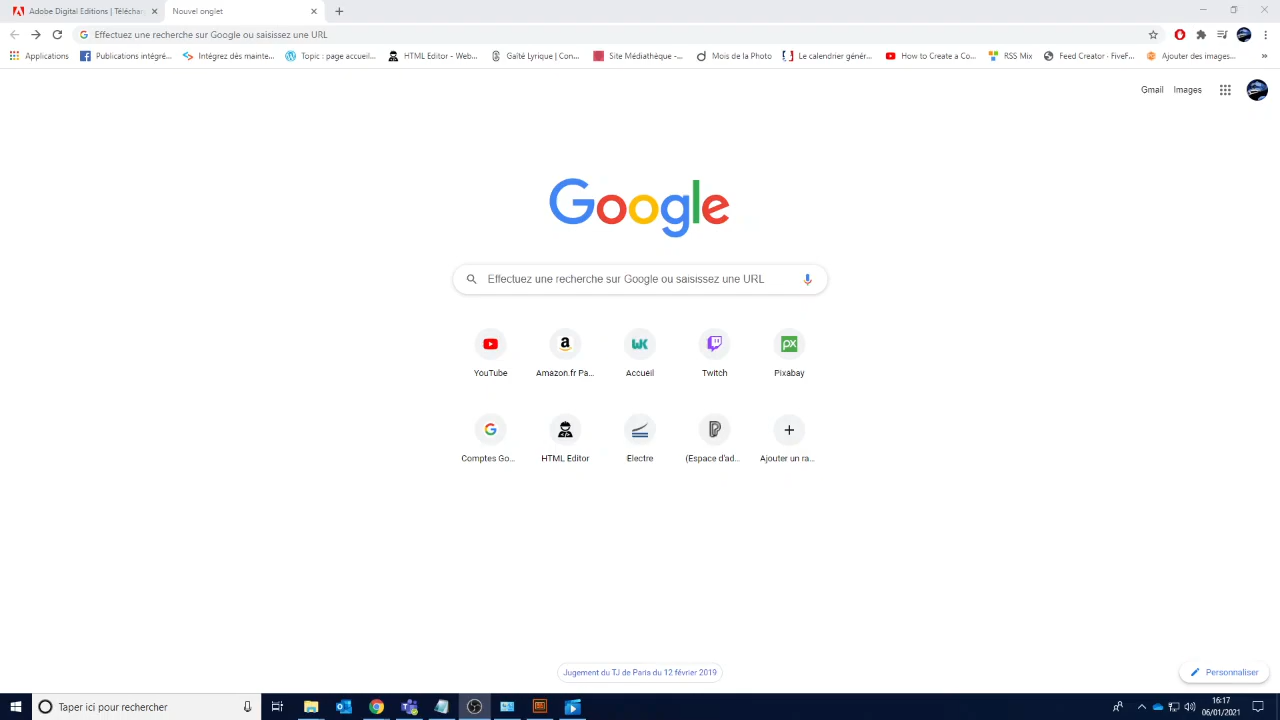 Adobe Digital Editions | Téléchar
Nouvel onglet
Effectuez une recherche sur Google ou saisissez une URL
Applications
Publications intégré...
Intégrez dès mainte...
Topic : page accueil...
HTML Editor - Web...
Gaîté Lyrique | Con...
Site Médiathèque -...
Mois de la Photo
Le calendrier génér...
How to Create a Co...
RSS Mix
Feed Creator · FiveF...
Ajouter des images...
»
Gmail
Images
Google
Effectuez une recherche sur Google ou saisissez une URL
YouTube
Amazon.fr Pa...
Accueil
Twitch
Pixabay
Comptes Go...
HTML Editor
Electre
(Espace d'ad...
Ajouter un ra...
Jugement du TJ de Paris du 12 février 2019
Personnaliser
Taper ici pour rechercher
16:17
06/01/2021